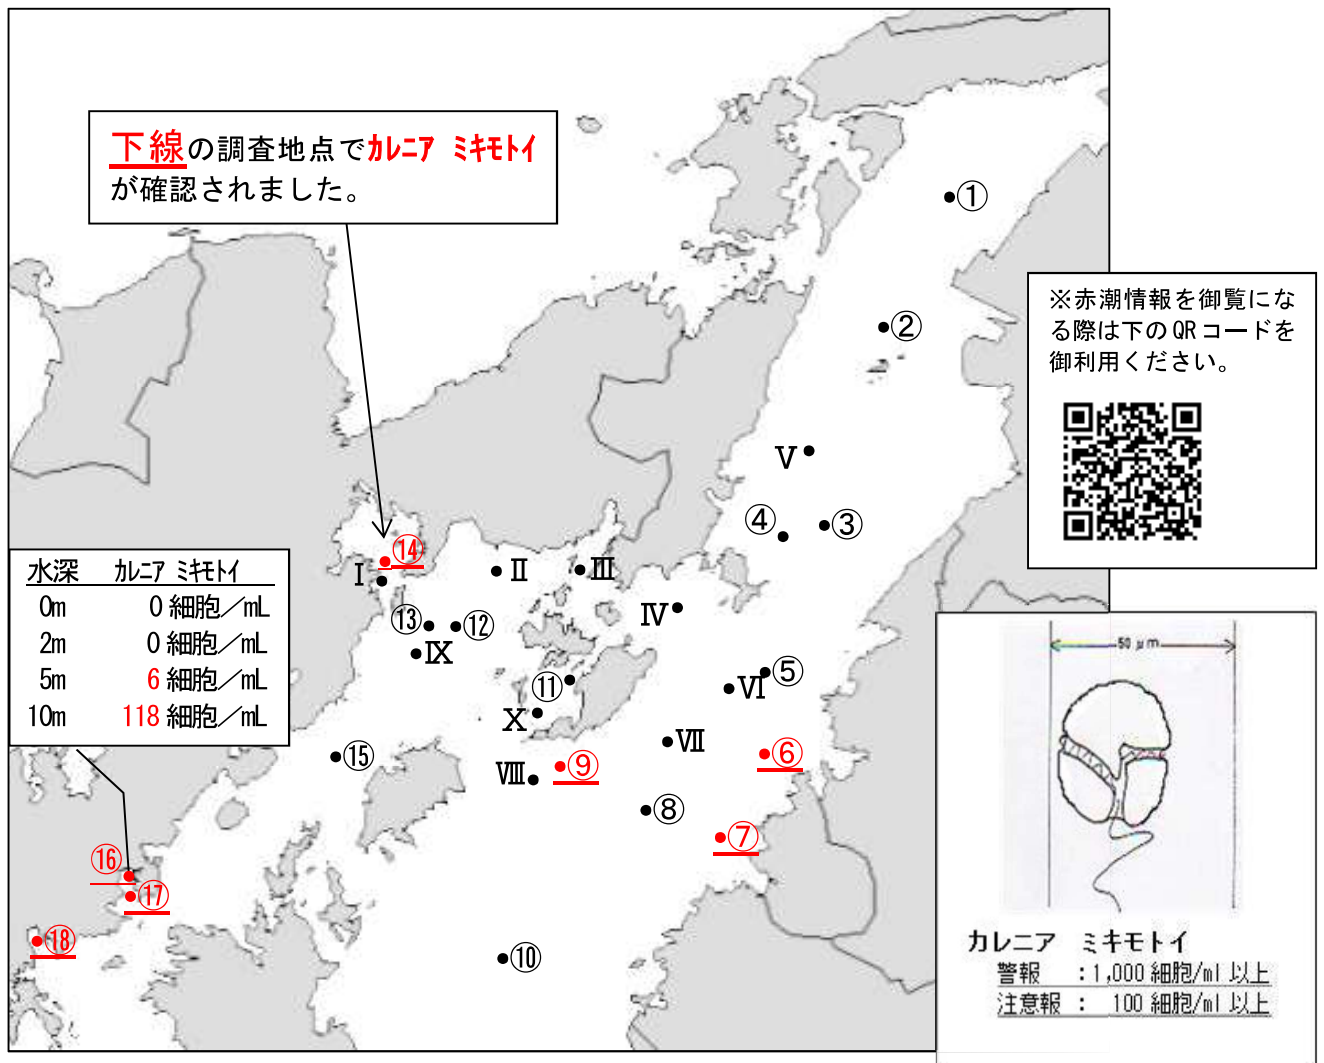 下線の調査地点でカレニア ミキモトイ
が確認されました。
①
②
※赤潮情報を御覧にな
る際は下のQRコードを
御利用ください。
Ⅴ
④
③
⑭
Ⅰ
Ⅱ
Ⅲ
Ⅳ
⑬
⑫
Ⅸ
⑪
Ⅹ
Ⅵ
⑤
Ⅶ
⑥
⑮
Ⅷ
⑨
⑧
⑦
⑯
⑰
⑱
⑩
水深 カレニア ミキモトイ
0m 0 細胞/mL
2m 0 細胞/mL
5m 6 細胞/mL
10m 118 細胞/mL
50 μm
カレニア ミキモトイ
警報 :1,000 細胞/ml 以上
注意報 : 100 細胞/ml 以上